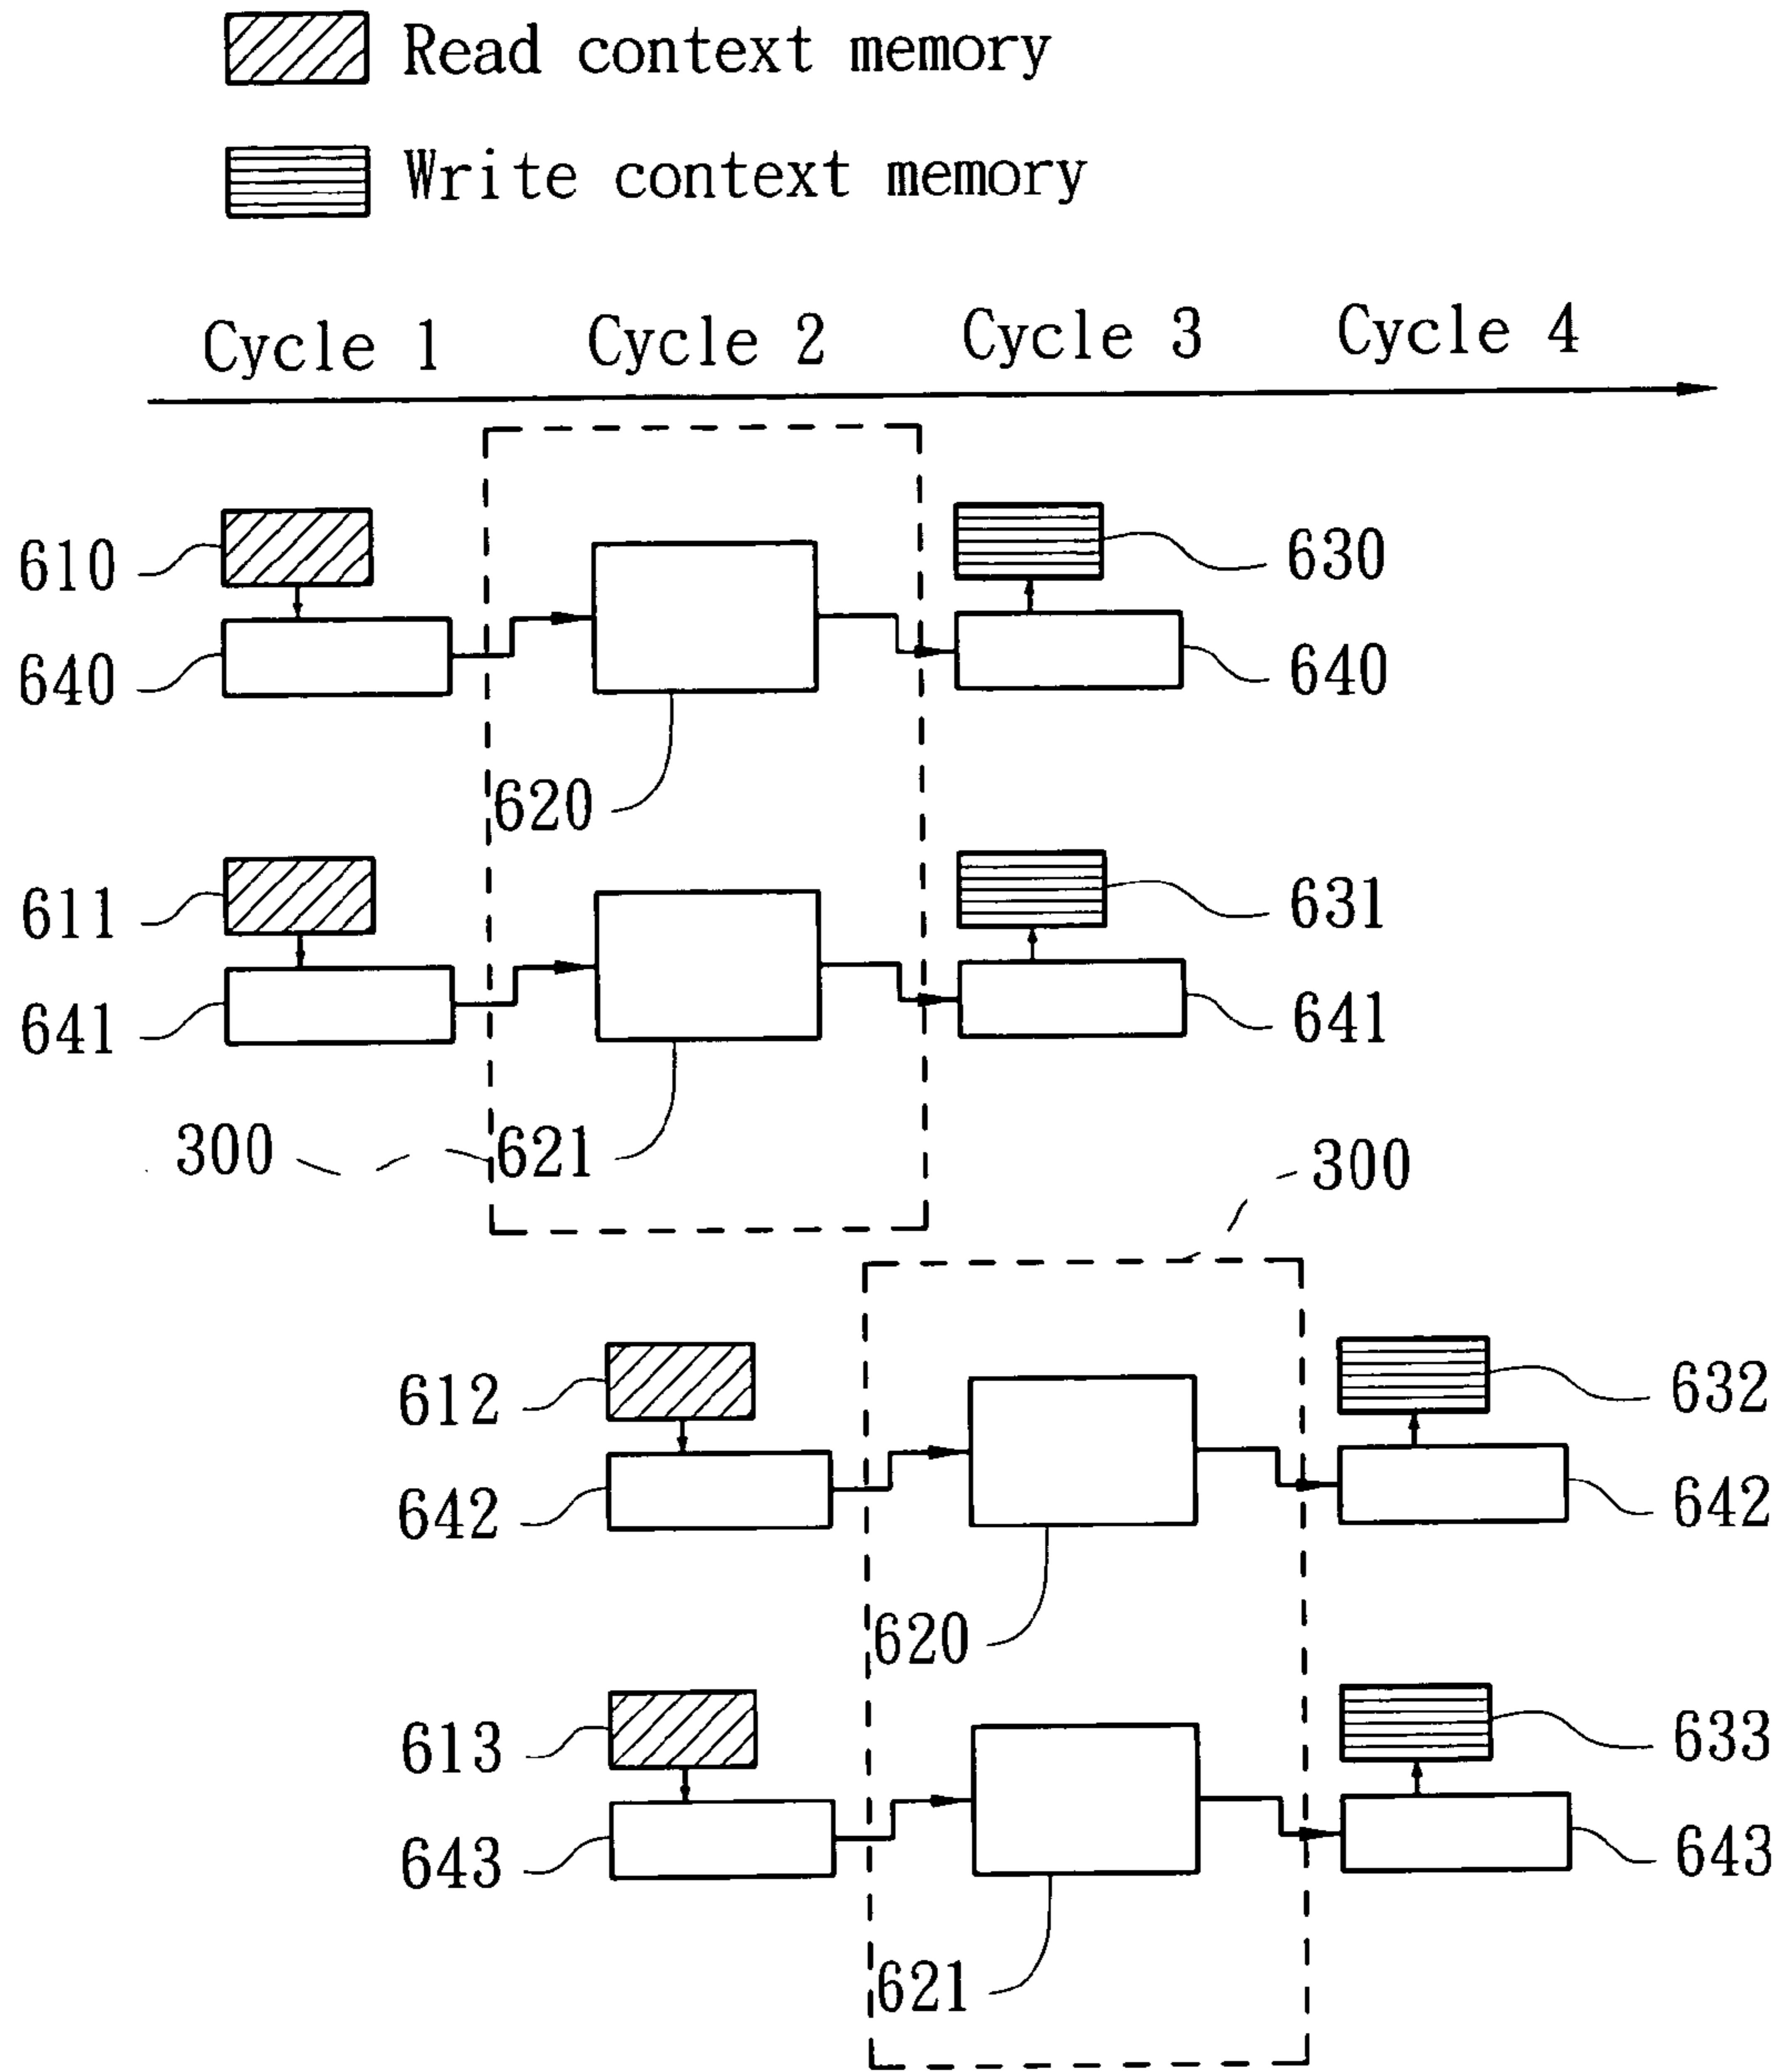 Read context memory
Write context memory
Cycle 1 Cycle 2 Cycle 3 Cycle 4
610 630
640 640
620
611 631
641 641
300 621 300
612 632
642 642
620
613 633
643 643
621